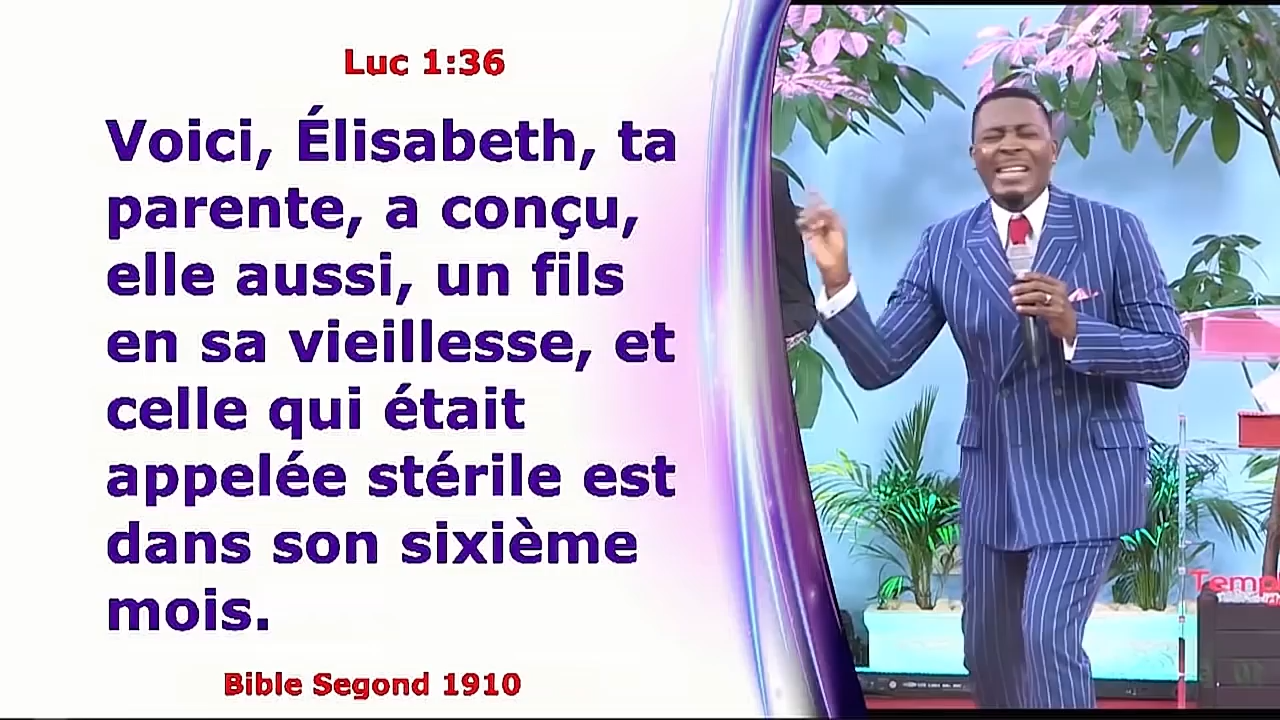 Luc 1:36
Voici, Élisabeth, ta
parente, a conçu,
elle aussi, un fils
en sa vieillesse, et
celle qui était
appelée stérile est
dans son sixième
mois.
Bible Segond 1910